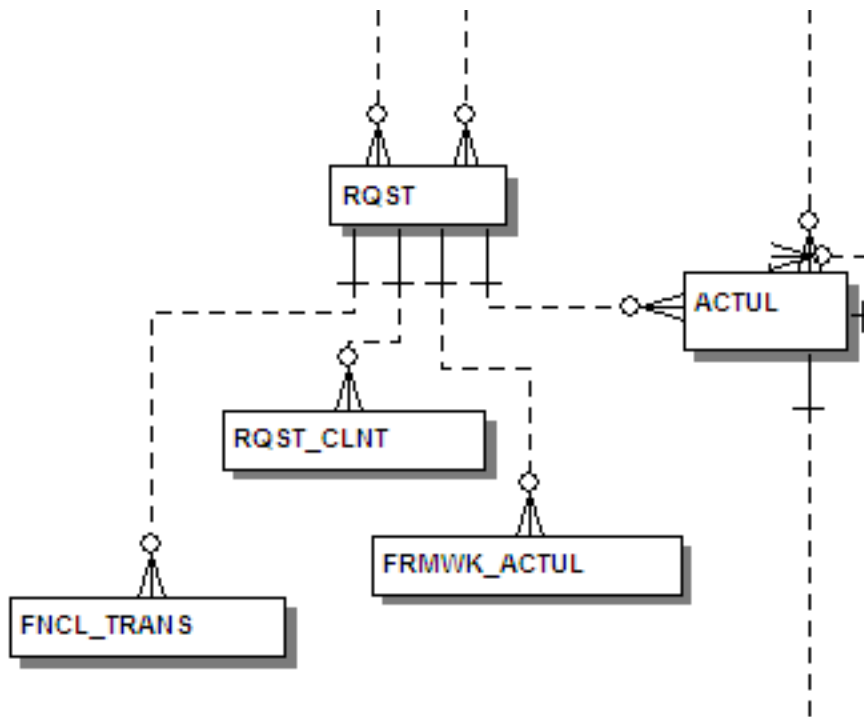 RQST
ACTUL
RQST_CLNT
FRMWK_ACTUL
FNCL_TRANS